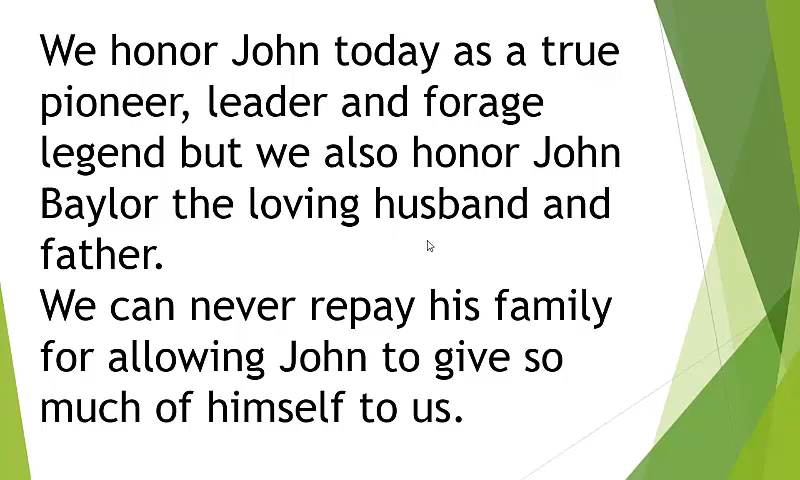 We honor John today as a true
pioneer, leader and forage
legend but we also honor John
Baylor the loving husband and
father.
We can never repay his family
for allowing John to give so
much of himself to us.